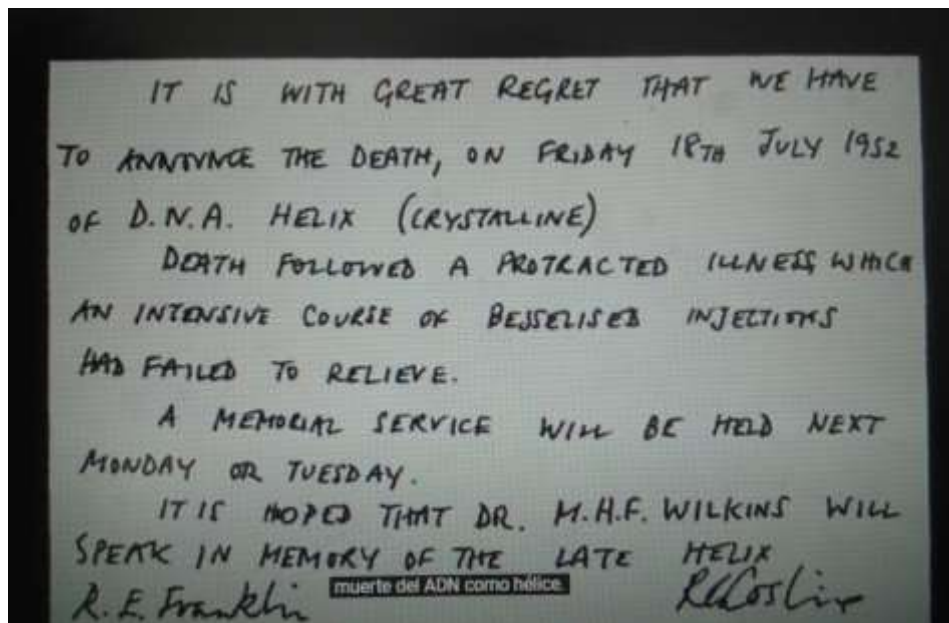 IT IS WITH GREAT REGRET THAT WE HAVE
TO ANNOUNCE THE DEATH, ON FRIDAY 18TH JULY 1952
OF D.N.A. HELIX (CRYSTALLINE)
DEATH FOLLOWED A PROTRACTED ILLNESS WHICH
AN INTENSIVE COURSE OF BESSELISED INJECTIONS
HAD FAILED TO RELIEVE.
A MEMORIAL SERVICE WILL BE HELD NEXT
MONDAY OR TUESDAY.
IT IS HOPED THAT DR. M.H.F. WILKINS WILL
SPEAK IN MEMORY OF THE LATE HELIX
muerte del ADN como hélice.
R. E. Franklin R.G. Gosling